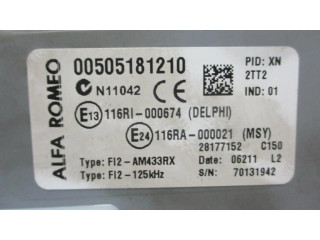 ALFA ROMEO
00505181210
PID: XN
2TT2
IND: 01
N11042 CE
E13 116RI-000674 (DELPHI)
E24 116RA-000021 (MSY)
28177152 C150
Type: FI2-AM433RX Date: 06211 L2
Type: FI2-125kHz S/N: 70131942